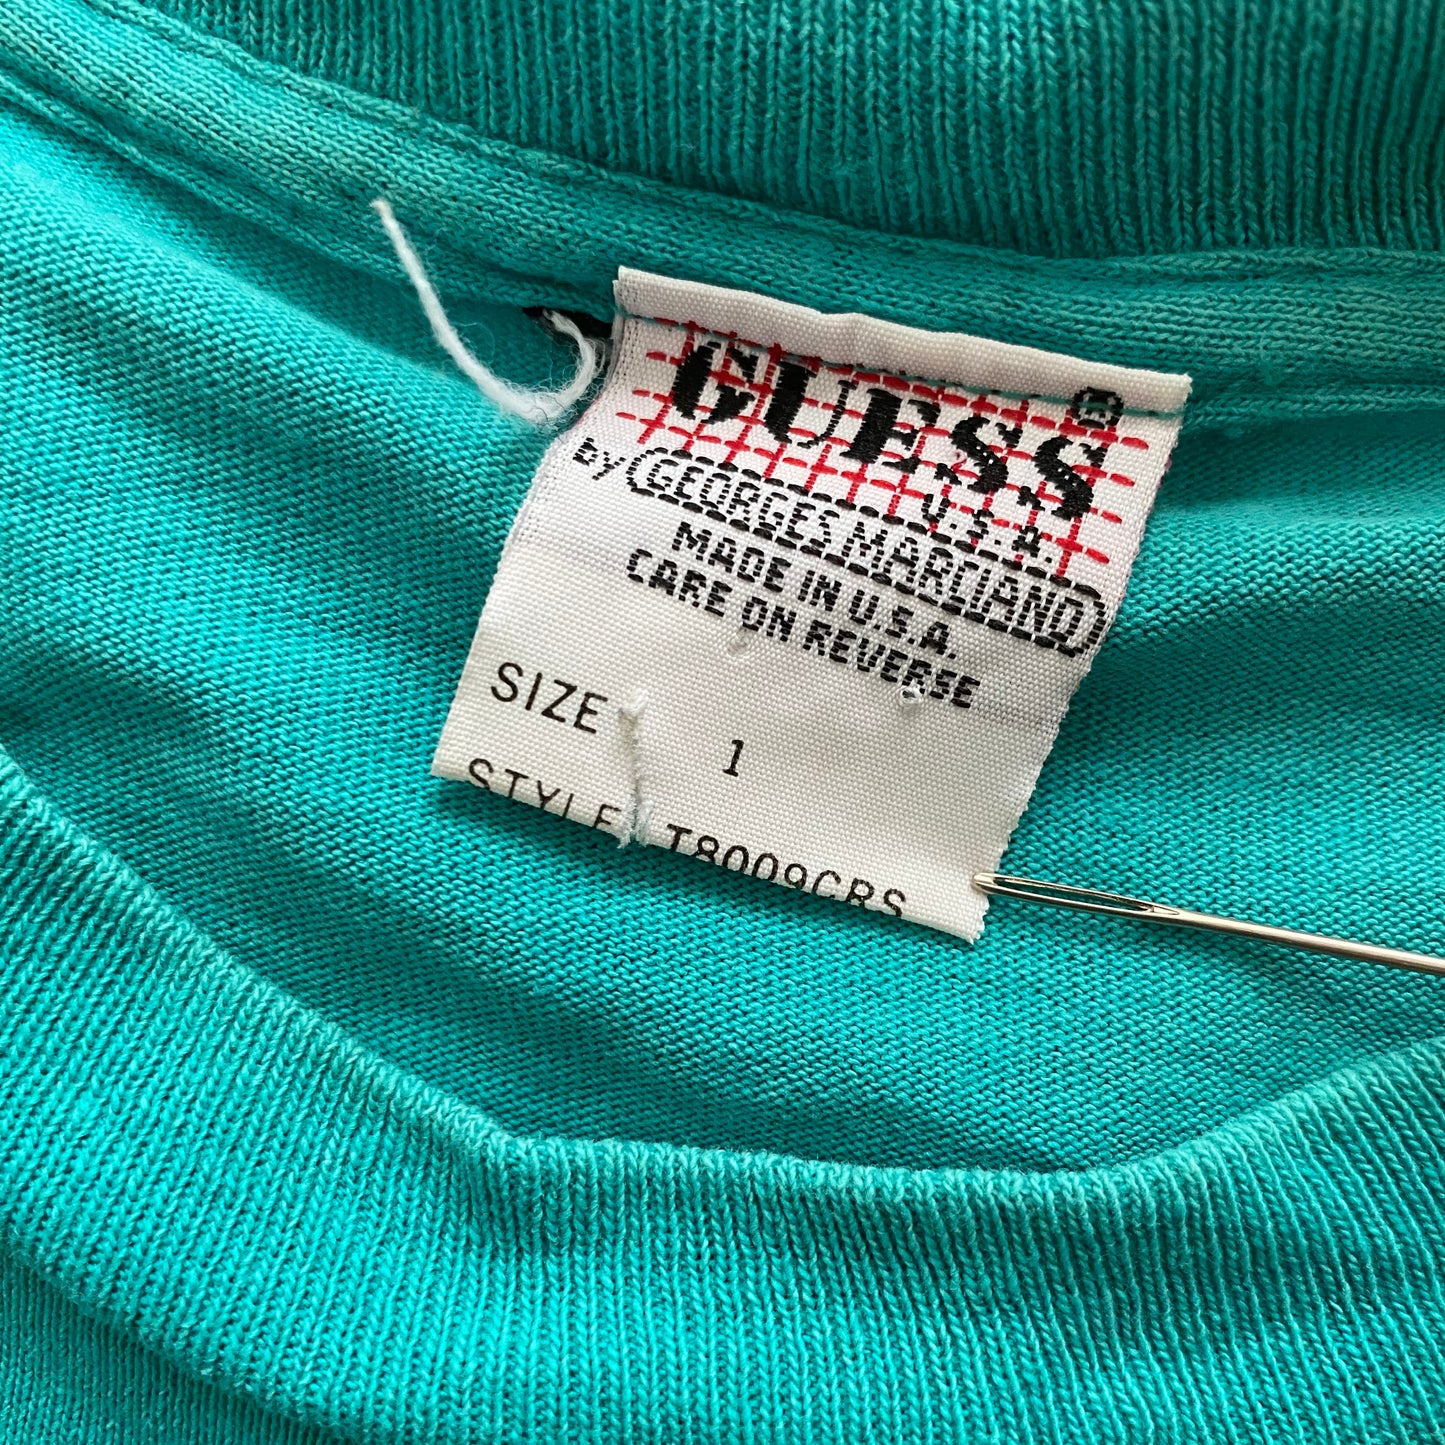 GUESS ®
U.S.A.
by GEORGES MARCIANO
MADE IN U.S.A.
CARE ON REVERSE
SIZE 1
STYLE T8009CRS